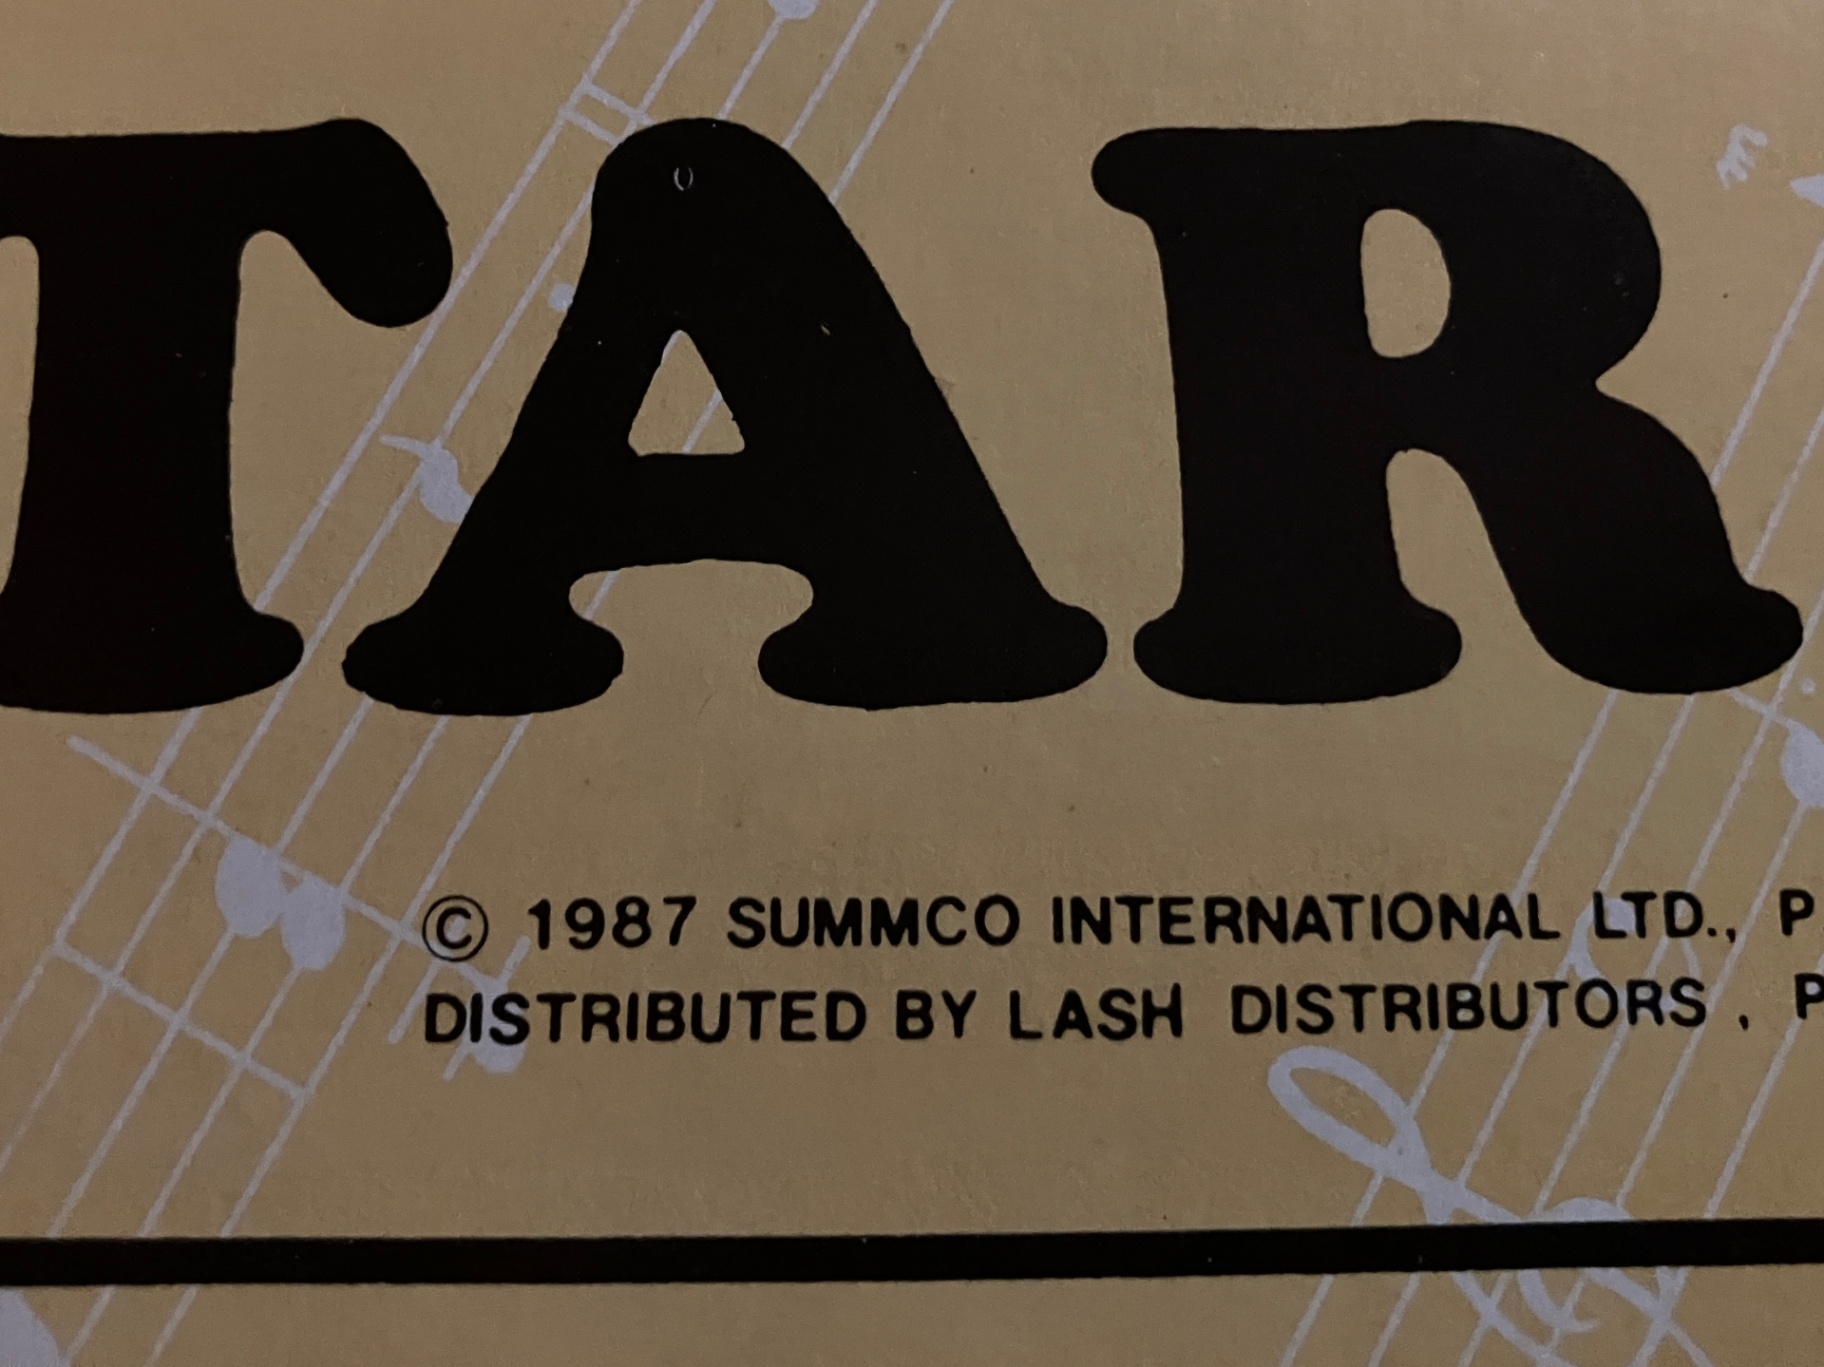 TAR
© 1987 SUMMCO INTERNATIONAL LTD., P
DISTRIBUTED BY LASH DISTRIBUTORS , P